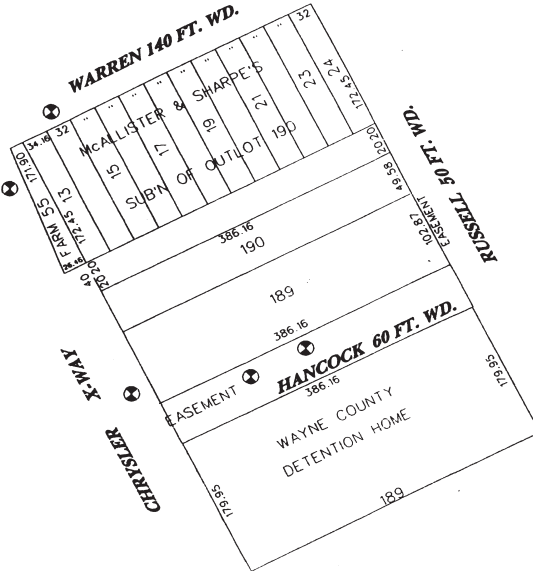 WARREN 140 FT. WD.
34.16 32 " " " " " " " " " 32
171.90
FARM 55
172.45 13
15
17
19
21
23
172.45 24
McALLISTER & SHARPE'S
SUB'N OF OUTLOT 190
26.46
40
20 20
20 20
386.16
190
49.58
189
102.87
EASEMENT
RUSSELL 50 FT. WD.
386.16
EASEMENT
HANCOCK 60 FT. WD.
386.16
CHRYSLER X-WAY
WAYNE COUNTY
DETENTION HOME
179.95
179.95
189